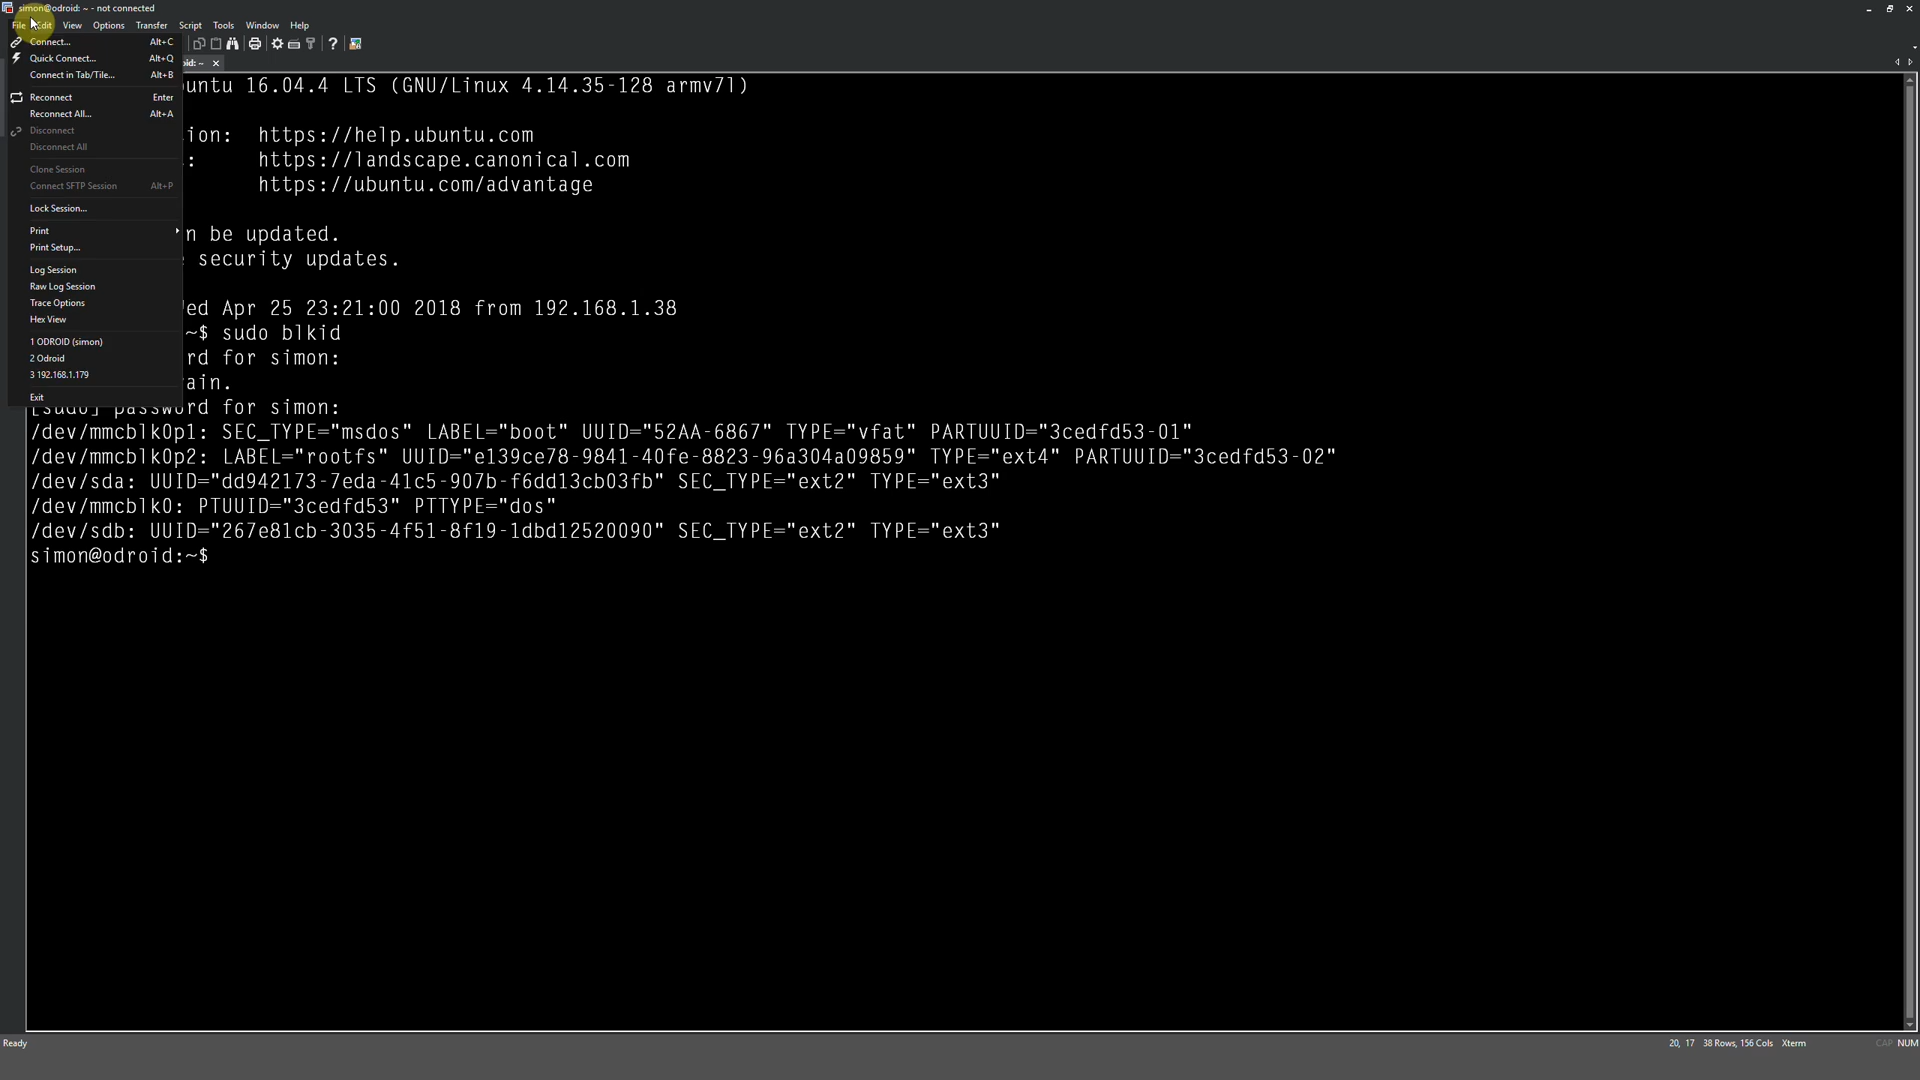 simon@odroid: ~ - not connected
File Edit View Options Transfer Script Tools Window Help
Connect... Alt+C
Quick Connect... Alt+Q
Connect in Tab/Tile... Alt+B
Reconnect Enter
Reconnect All... Alt+A
Disconnect
Disconnect All
Clone Session
Connect SFTP Session Alt+P
Lock Session...
Print
Print Setup...
Log Session
Raw Log Session
Trace Options
Hex View
1 ODROID (simon)
2 Odroid
3 192.168.1.179
Exit
oid: ~
untu 16.04.4 LTS (GNU/Linux 4.14.35-128 armv7l)
ion: https://help.ubuntu.com
: https://landscape.canonical.com
https://ubuntu.com/advantage
n be updated.
security updates.
ed Apr 25 23:21:00 2018 from 192.168.1.38
~$ sudo blkid
rd for simon:
ain.
[sudo] password for simon:
/dev/mmcblk0p1: SEC_TYPE="msdos" LABEL="boot" UUID="52AA-6867" TYPE="vfat" PARTUUID="3cedfd53-01"
/dev/mmcblk0p2: LABEL="rootfs" UUID="e139ce78-9841-40fe-8823-96a304a09859" TYPE="ext4" PARTUUID="3cedfd53-02"
/dev/sda: UUID="dd942173-7eda-41c5-907b-f6dd13cb03fb" SEC_TYPE="ext2" TYPE="ext3"
/dev/mmcblk0: PTUUID="3cedfd53" PTTYPE="dos"
/dev/sdb: UUID="267e81cb-3035-4f51-8f19-1dbd12520090" SEC_TYPE="ext2" TYPE="ext3"
simon@odroid:~$
Ready 20, 17 38 Rows, 156 Cols Xterm CAP NUM